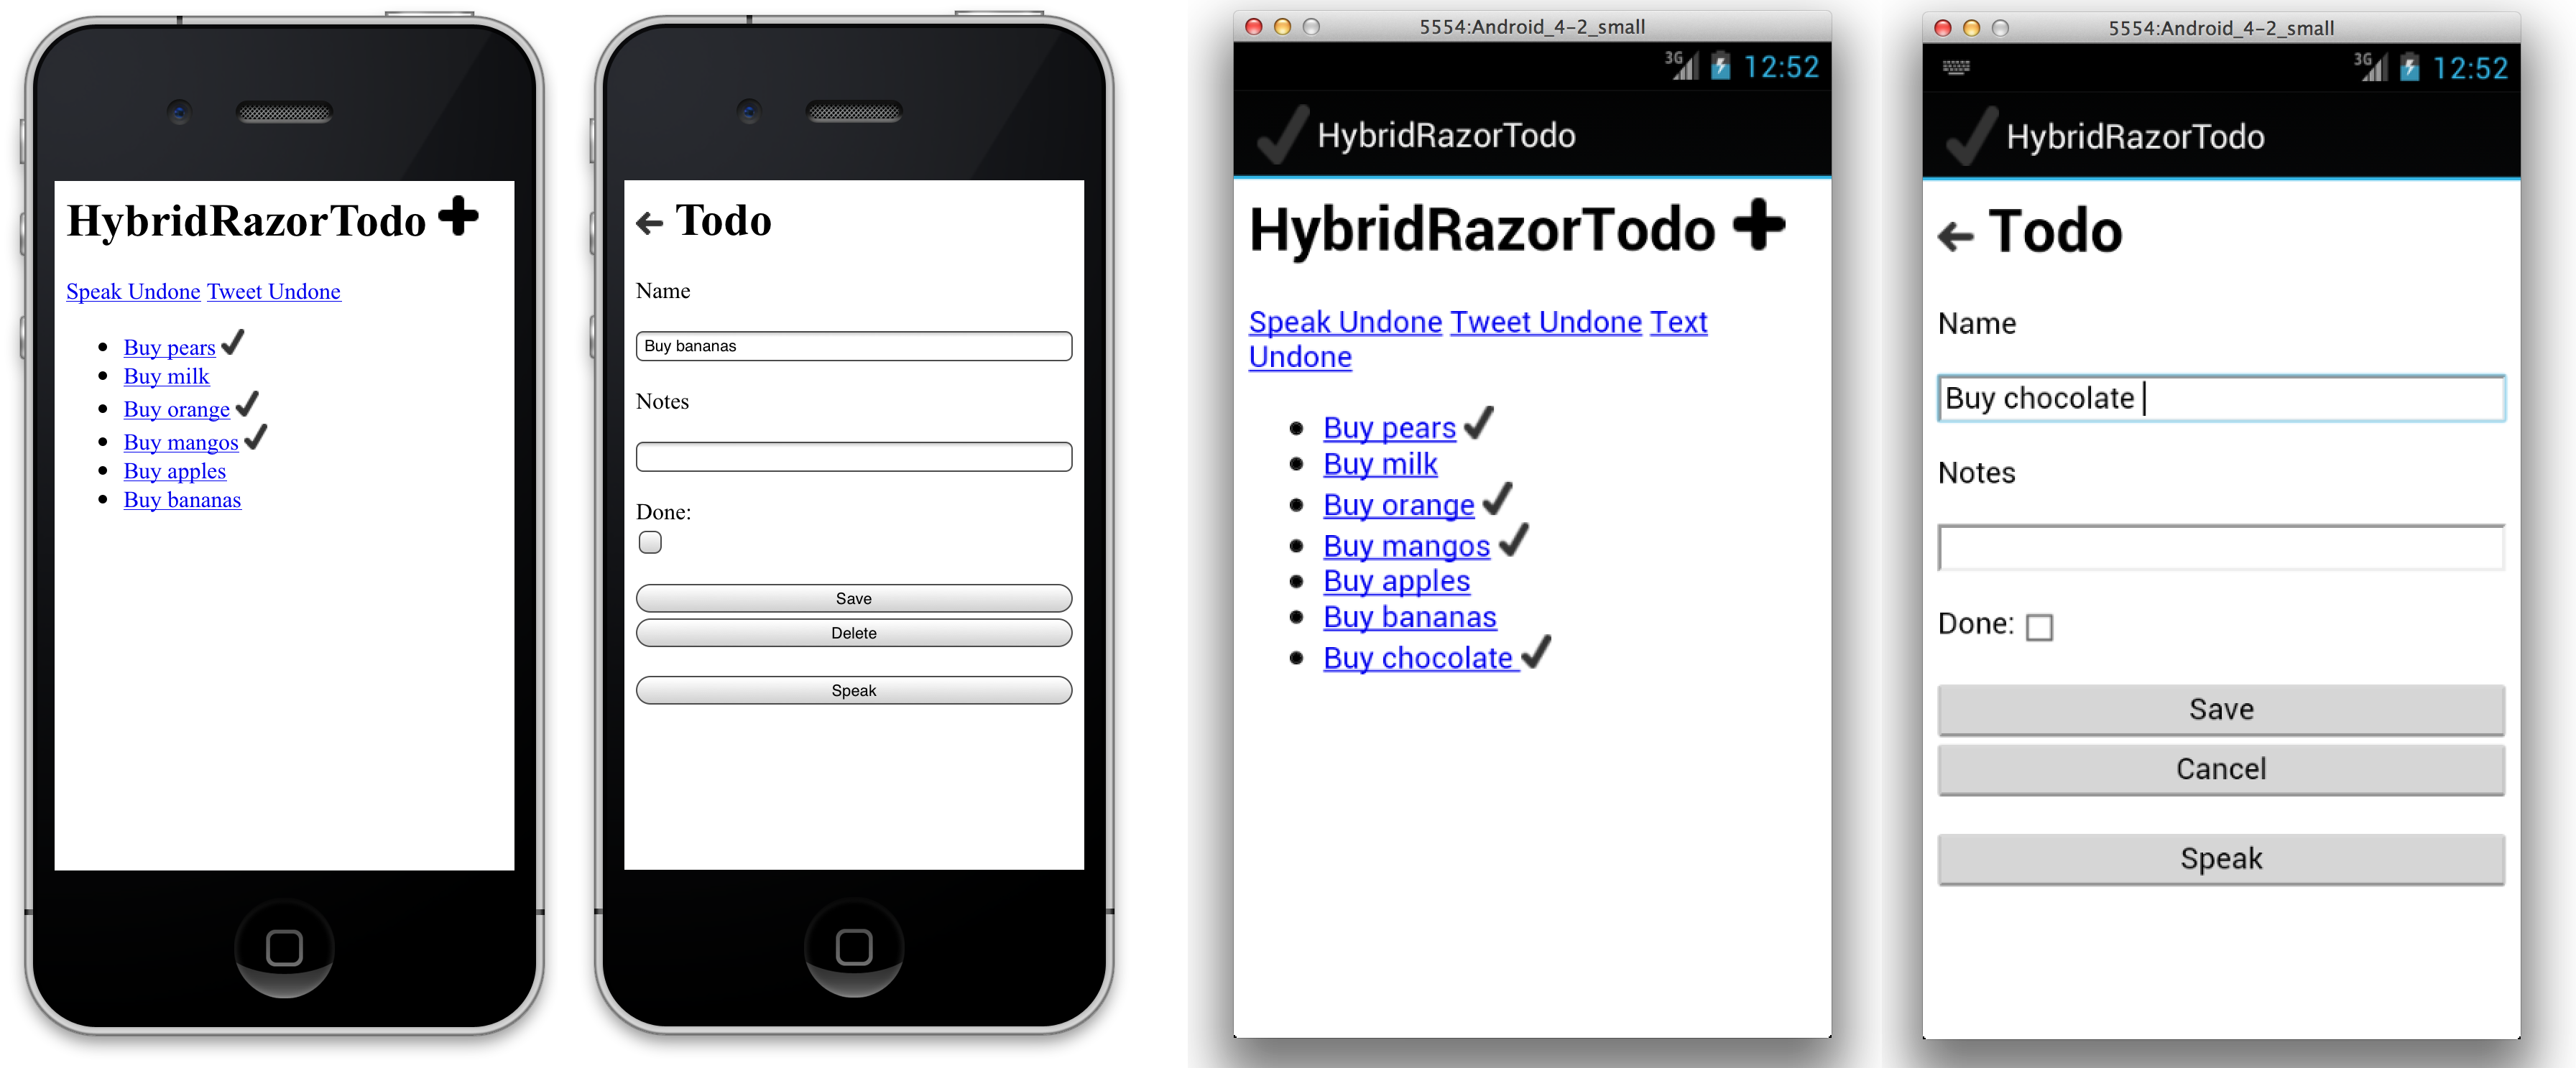 HybridRazorTodo
Speak Undone Tweet Undone
Buy pears
Buy milk
Buy orange
Buy mangos
Buy apples
Buy bananas
Todo
Name
Buy bananas
Notes
Done:
Save
Delete
Speak
5554:Android_4-2_small
3G 12:52
HybridRazorTodo
HybridRazorTodo
Speak Undone Tweet Undone Text
Undone
Buy pears
Buy milk
Buy orange
Buy mangos
Buy apples
Buy bananas
Buy chocolate
5554:Android_4-2_small
3G 12:52
HybridRazorTodo
Todo
Name
Buy chocolate
Notes
Done:
Save
Cancel
Speak